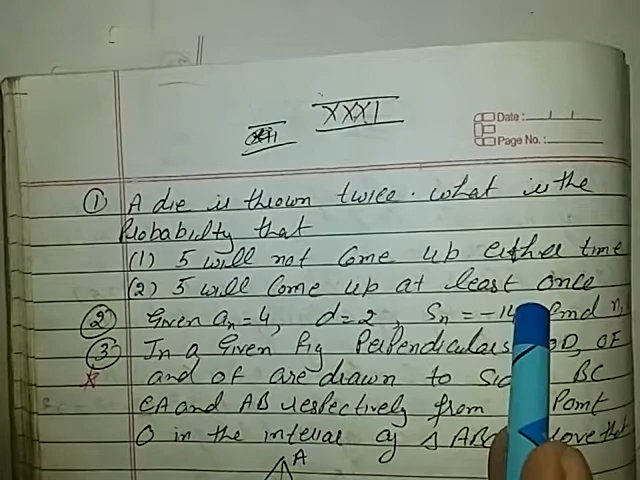 XXXI
Date : / /
Page No. :
① A die is thrown twice. what is the
Probability that
(1) 5 will not Come up either time
(2) 5 will Come up at least once
② Given an=4, d=2, Sn=-14 find n,
③ In a Given fig Perpendiculars OD, OE
and OF are drawn to BC
CA and AB respectively from Point
O in the interal of Δ ABC
A